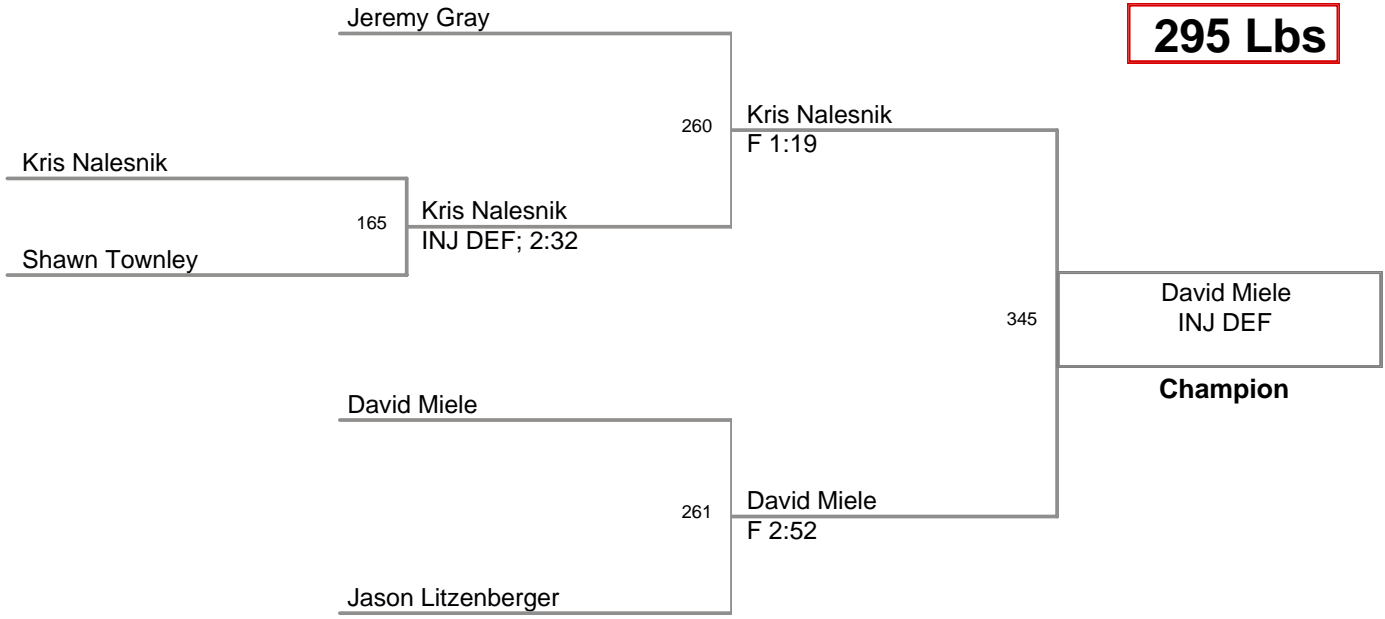 Jeremy Gray
295 Lbs
260
Kris Nalesnik
F 1:19
Kris Nalesnik
165
Kris Nalesnik
INJ DEF; 2:32
Shawn Townley
345
David Miele
INJ DEF
Champion
David Miele
261
David Miele
F 2:52
Jason Litzenberger